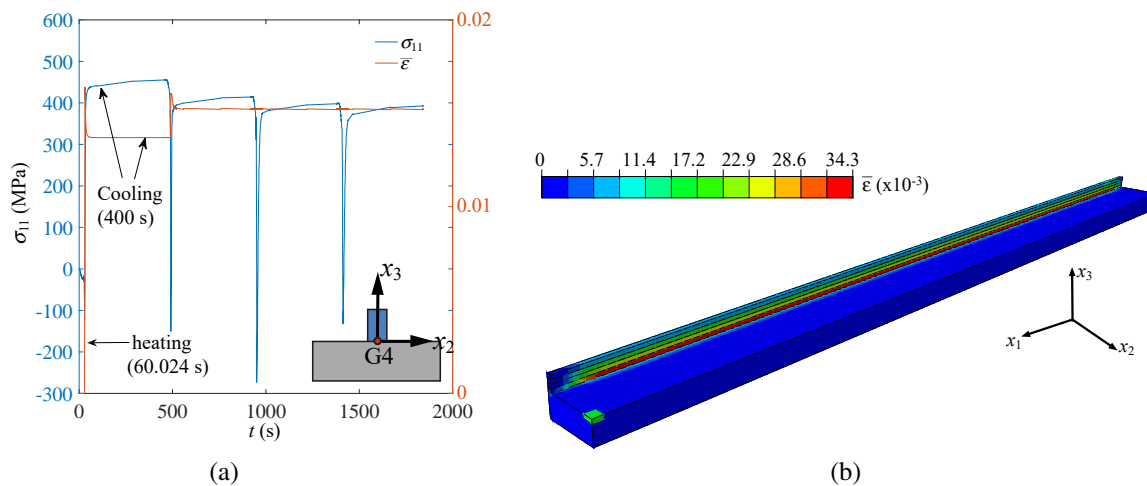 600
500
400
300
200
100
0
-100
-200
-300
σ11 (MPa)
0.02
0.01
0
σ11
ε̅
Cooling
(400 s)
heating
(60.024 s)
x3
x2
G4
0 500 1000 1500 2000
t (s)
(a)
0 5.7 11.4 17.2 22.9 28.6 34.3
ε̅ (x10-3)
x3
x1
x2
(b)